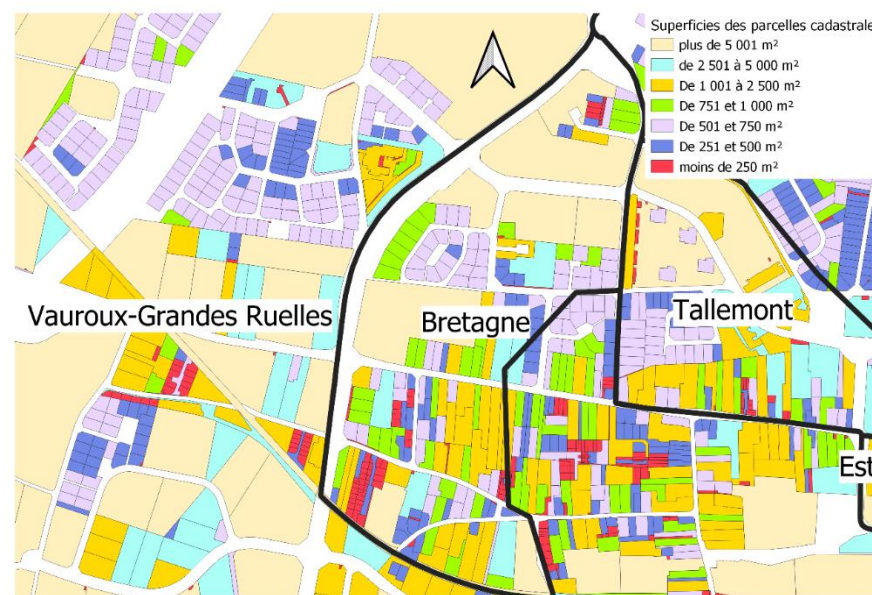 Superficies des parcelles cadastrale
plus de 5 001 m²
de 2 501 à 5 000 m²
De 1 001 à 2 500 m²
De 751 et 1 000 m²
De 501 et 750 m²
De 251 et 500 m²
moins de 250 m²
Vauroux-Grandes Ruelles
Bretagne
Tallemont
Est